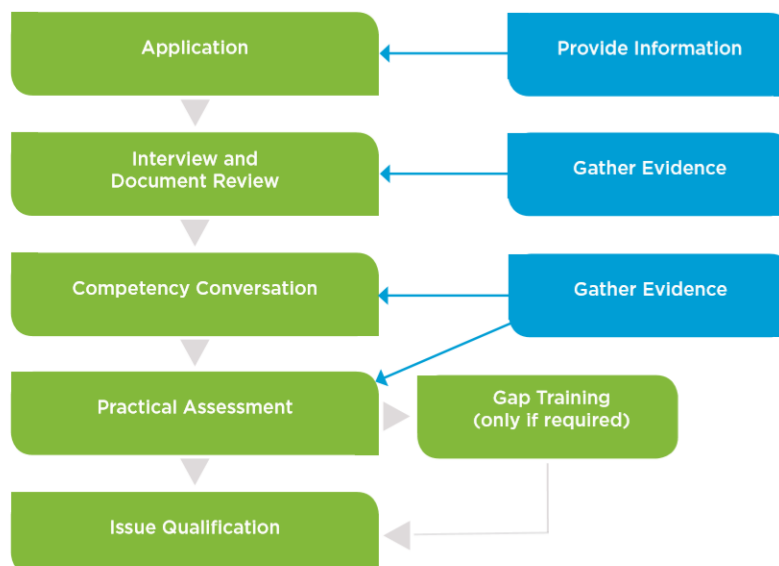 Application
Provide Information
Interview and
Document Review
Gather Evidence
Competency Conversation
Gather Evidence
Practical Assessment
Gap Training
(only if required)
Issue Qualification